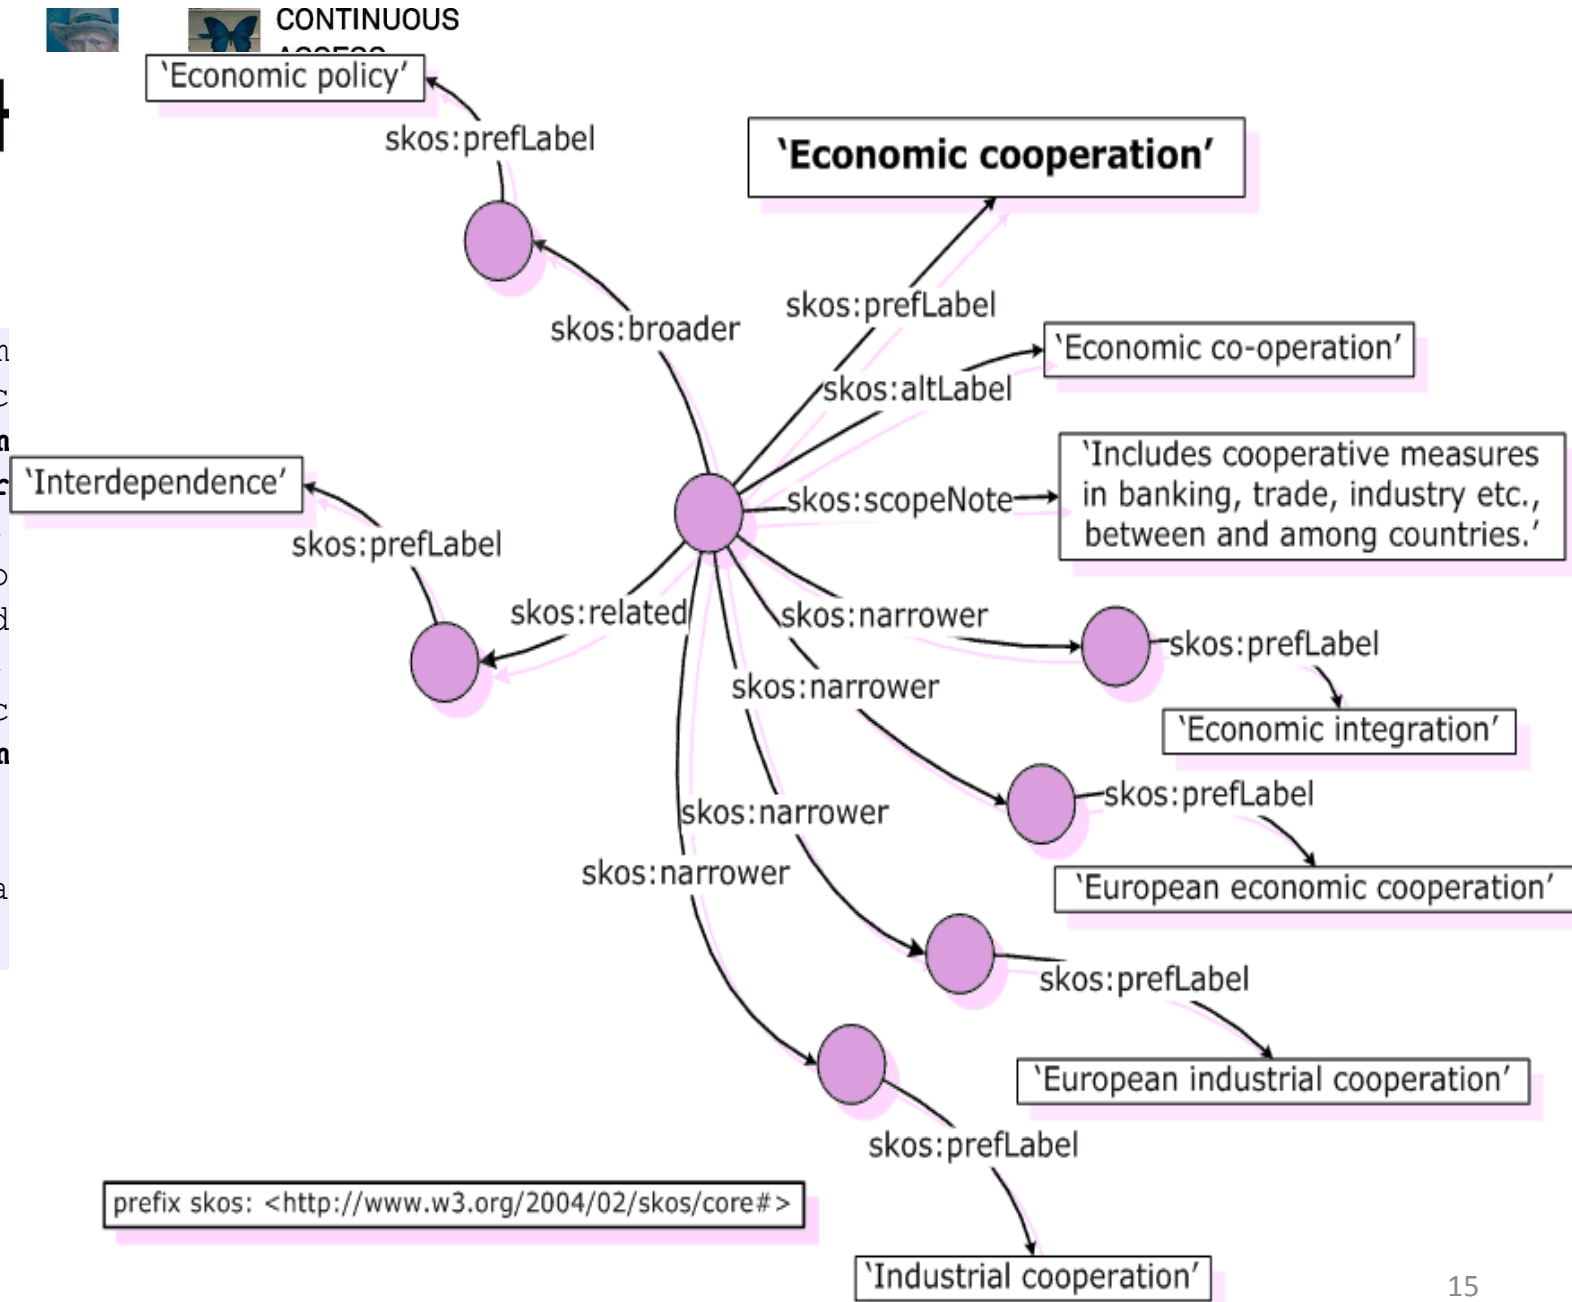 CONTINUOUS
‘Economic policy’
skos:prefLabel
‘Economic cooperation’
skos:prefLabel
skos:broader
‘Economic co-operation’
skos:altLabel
‘Includes cooperative measures
in banking, trade, industry etc.,
between and among countries.’
skos:scopeNote
‘Interdependence’
skos:prefLabel
skos:related
skos:narrower
skos:prefLabel
skos:narrower
‘Economic integration’
skos:prefLabel
skos:narrower
skos:narrower
‘European economic cooperation’
skos:prefLabel
‘European industrial cooperation’
skos:prefLabel
prefix skos: <http://www.w3.org/2004/02/skos/core#>
‘Industrial cooperation’
15